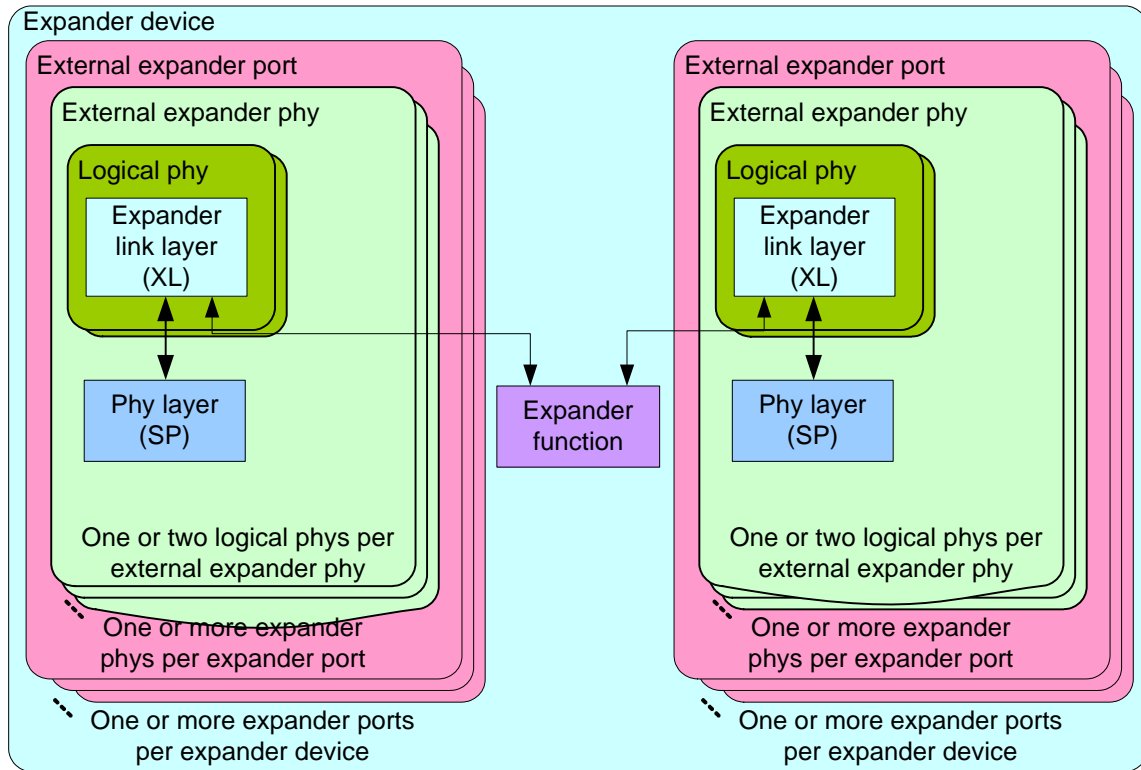 Expander device
External expander port
External expander phy
Logical phy
Expander
link layer
(XL)
Phy layer
(SP)
One or two logical phys per
external expander phy
One or more expander
phys per expander port
One or more expander ports
per expander device
Expander
function
External expander port
External expander phy
Logical phy
Expander
link layer
(XL)
Phy layer
(SP)
One or two logical phys per
external expander phy
One or more expander
phys per expander port
One or more expander ports
per expander device